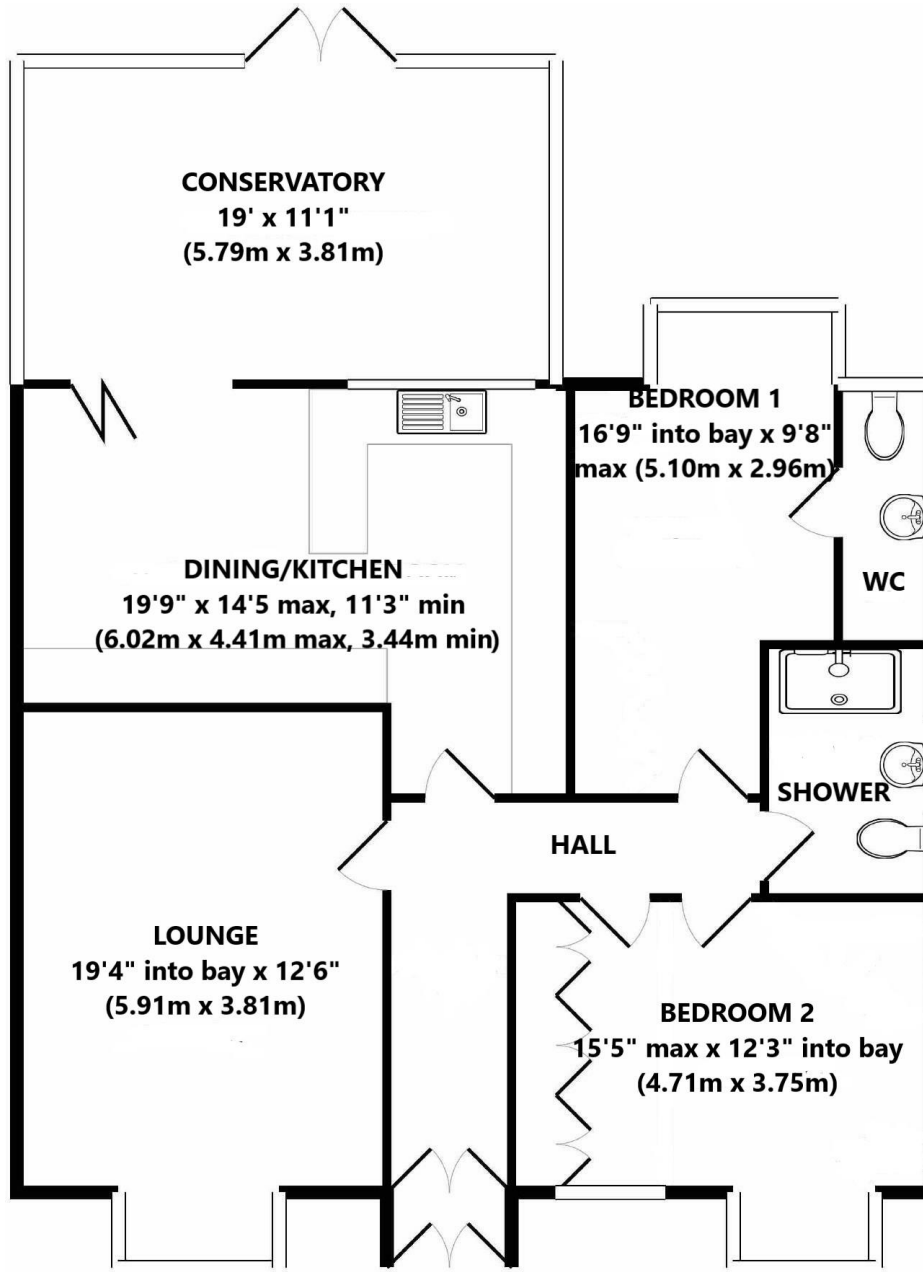 CONSERVATORY
19' x 11'1"
(5.79m x 3.81m)
BEDROOM 1
16'9" into bay x 9'8"
max (5.10m x 2.96m)
DINING/KITCHEN
19'9" x 14'5 max, 11'3" min
(6.02m x 4.41m max, 3.44m min)
WC
SHOWER
HALL
LOUNGE
19'4" into bay x 12'6"
(5.91m x 3.81m)
BEDROOM 2
15'5" max x 12'3" into bay
(4.71m x 3.75m)